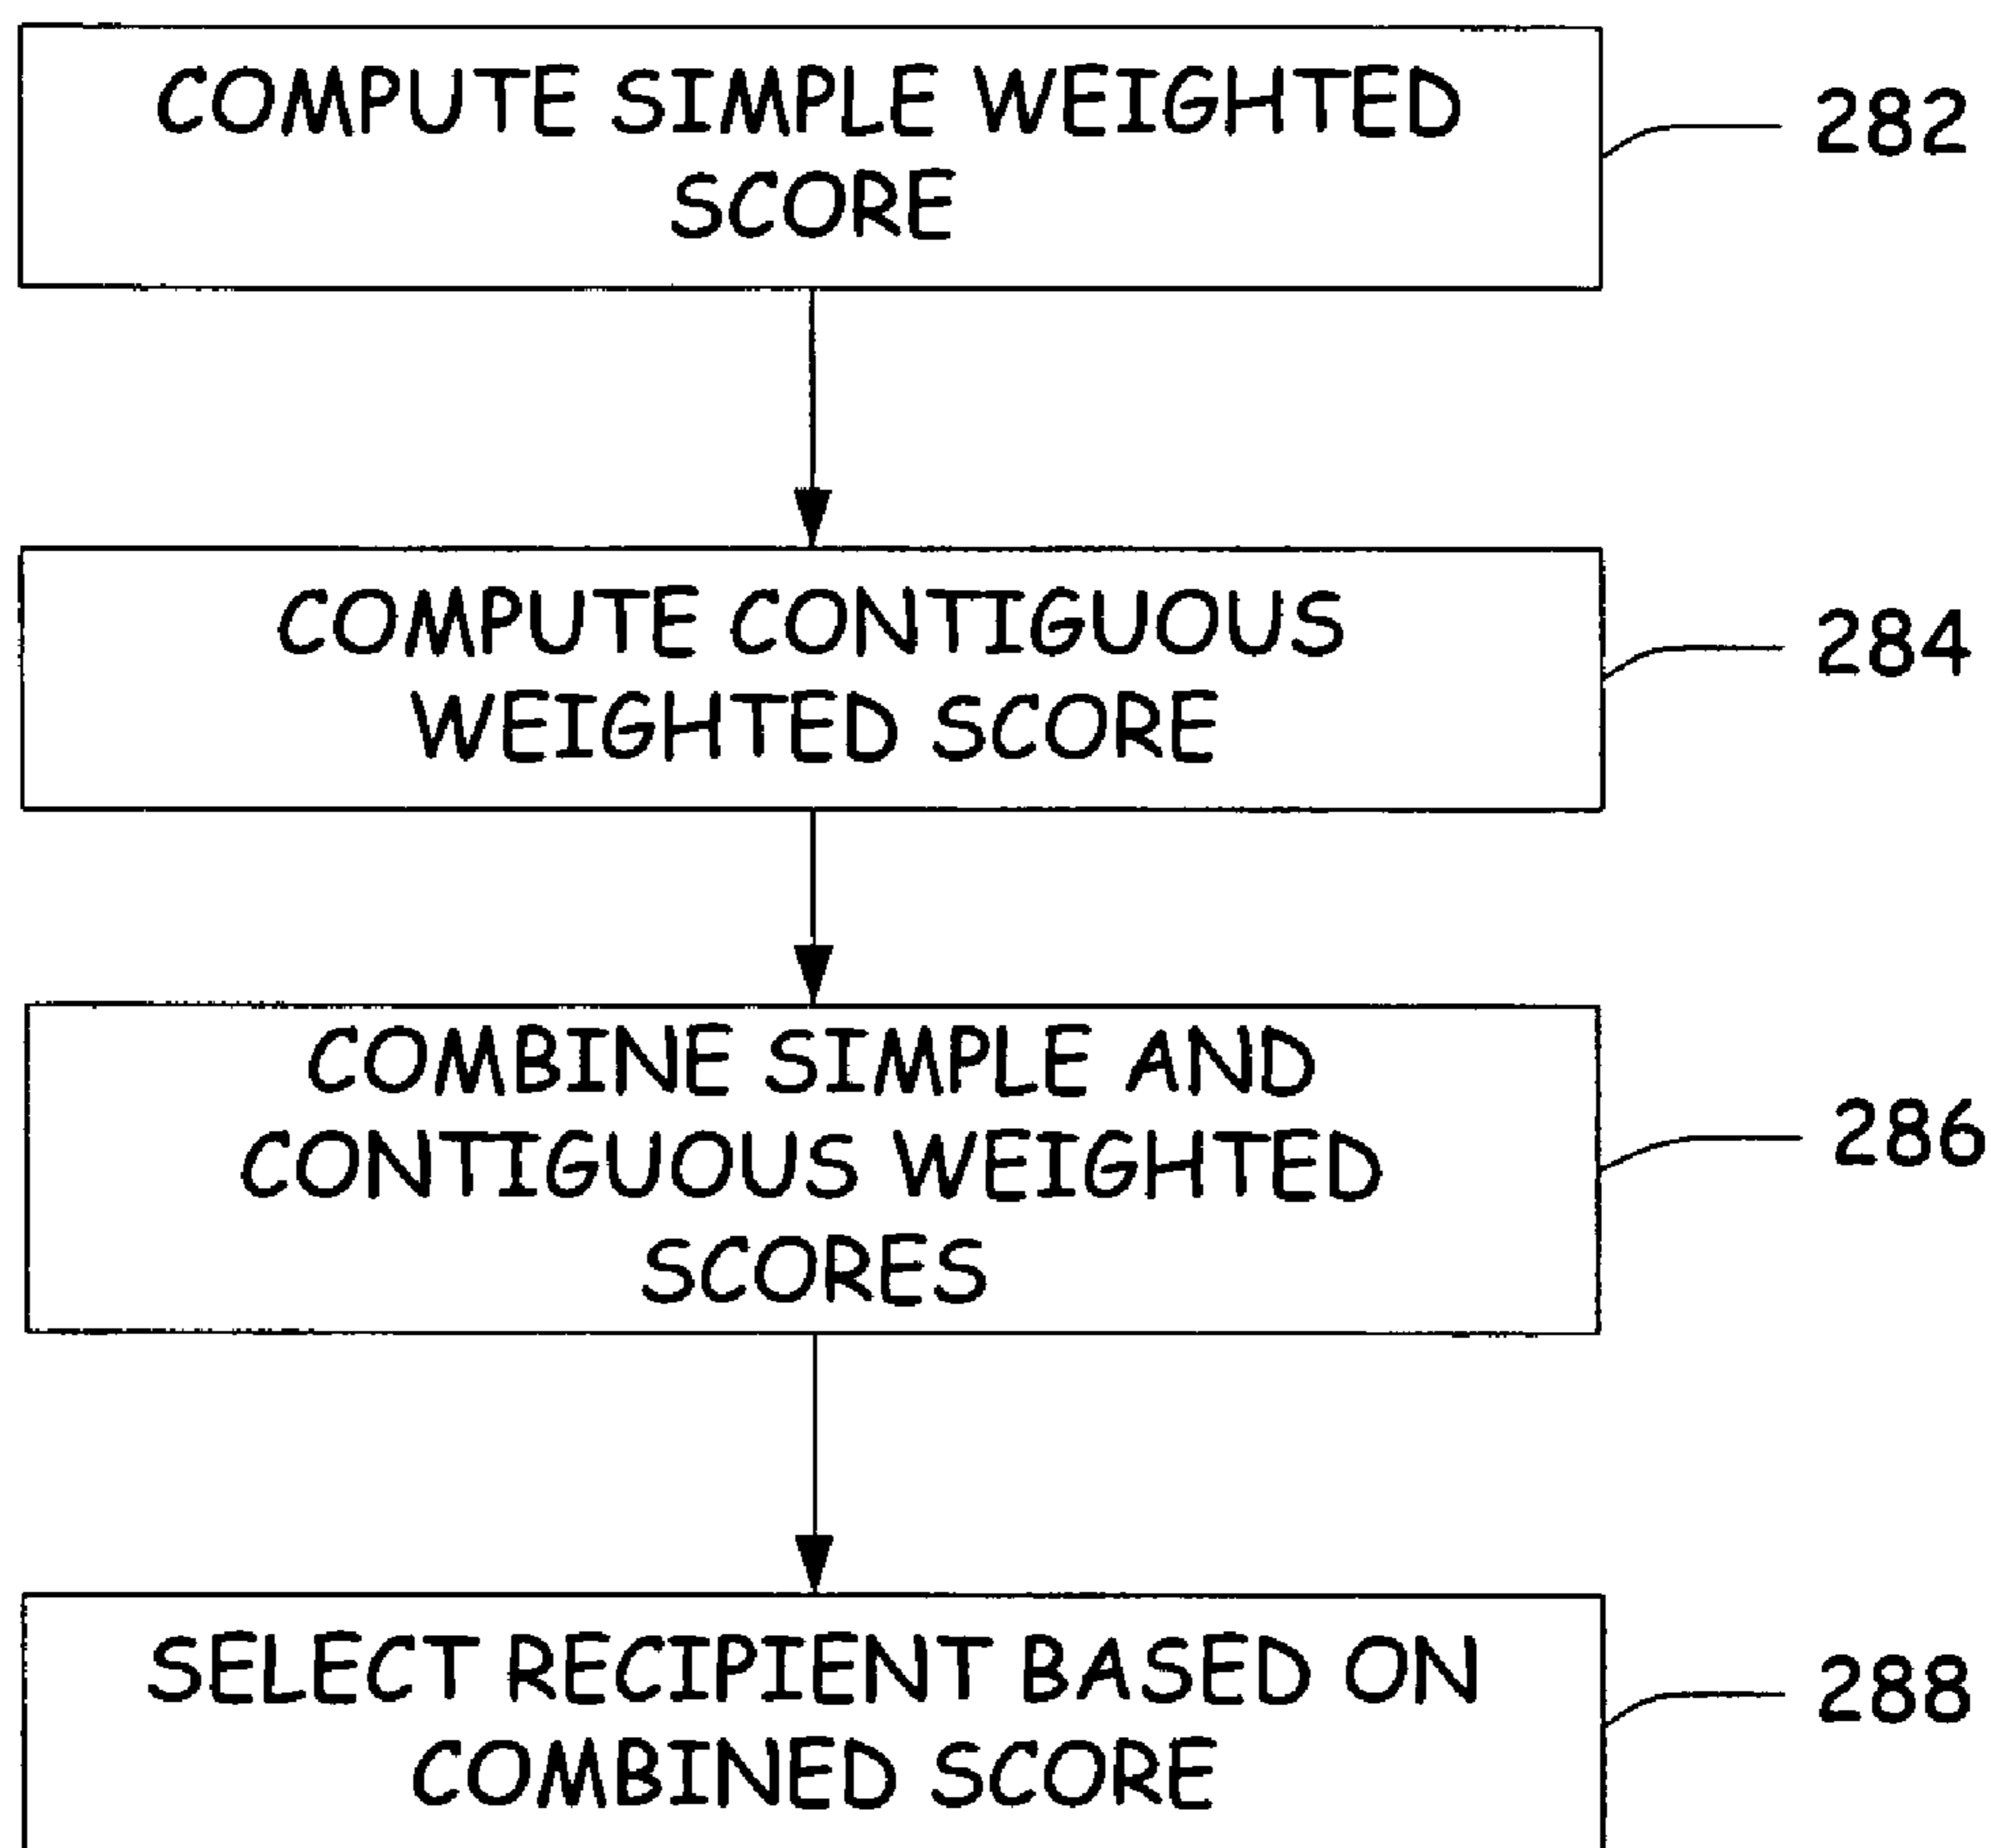 COMPUTE SIMPLE WEIGHTED
SCORE
282
COMPUTE CONTIGUOUS
WEIGHTED SCORE
284
COMBINE SIMPLE AND
CONTIGUOUS WEIGHTED
SCORES
286
SELECT RECIPIENT BASED ON
COMBINED SCORE
288